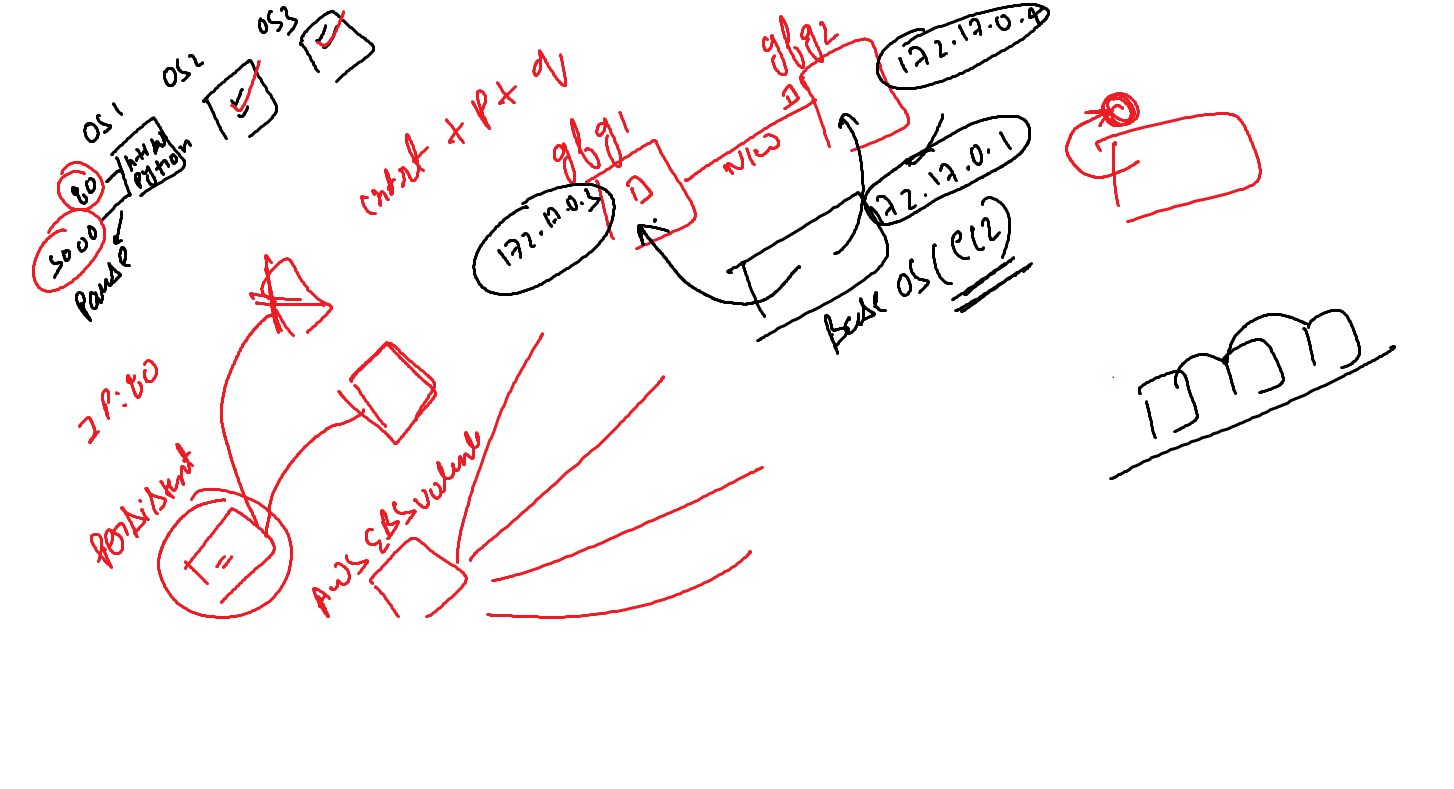 OS3
OS2
OS1
80
httpd
python
5000
Pause
cntrl + P + q
gfg1
gfg2
172.17.0.4
N/W
172.17.0.3
172.17.0.1
Base OS (EC2)
IP:80
Persistent
AWS EBS volume
C